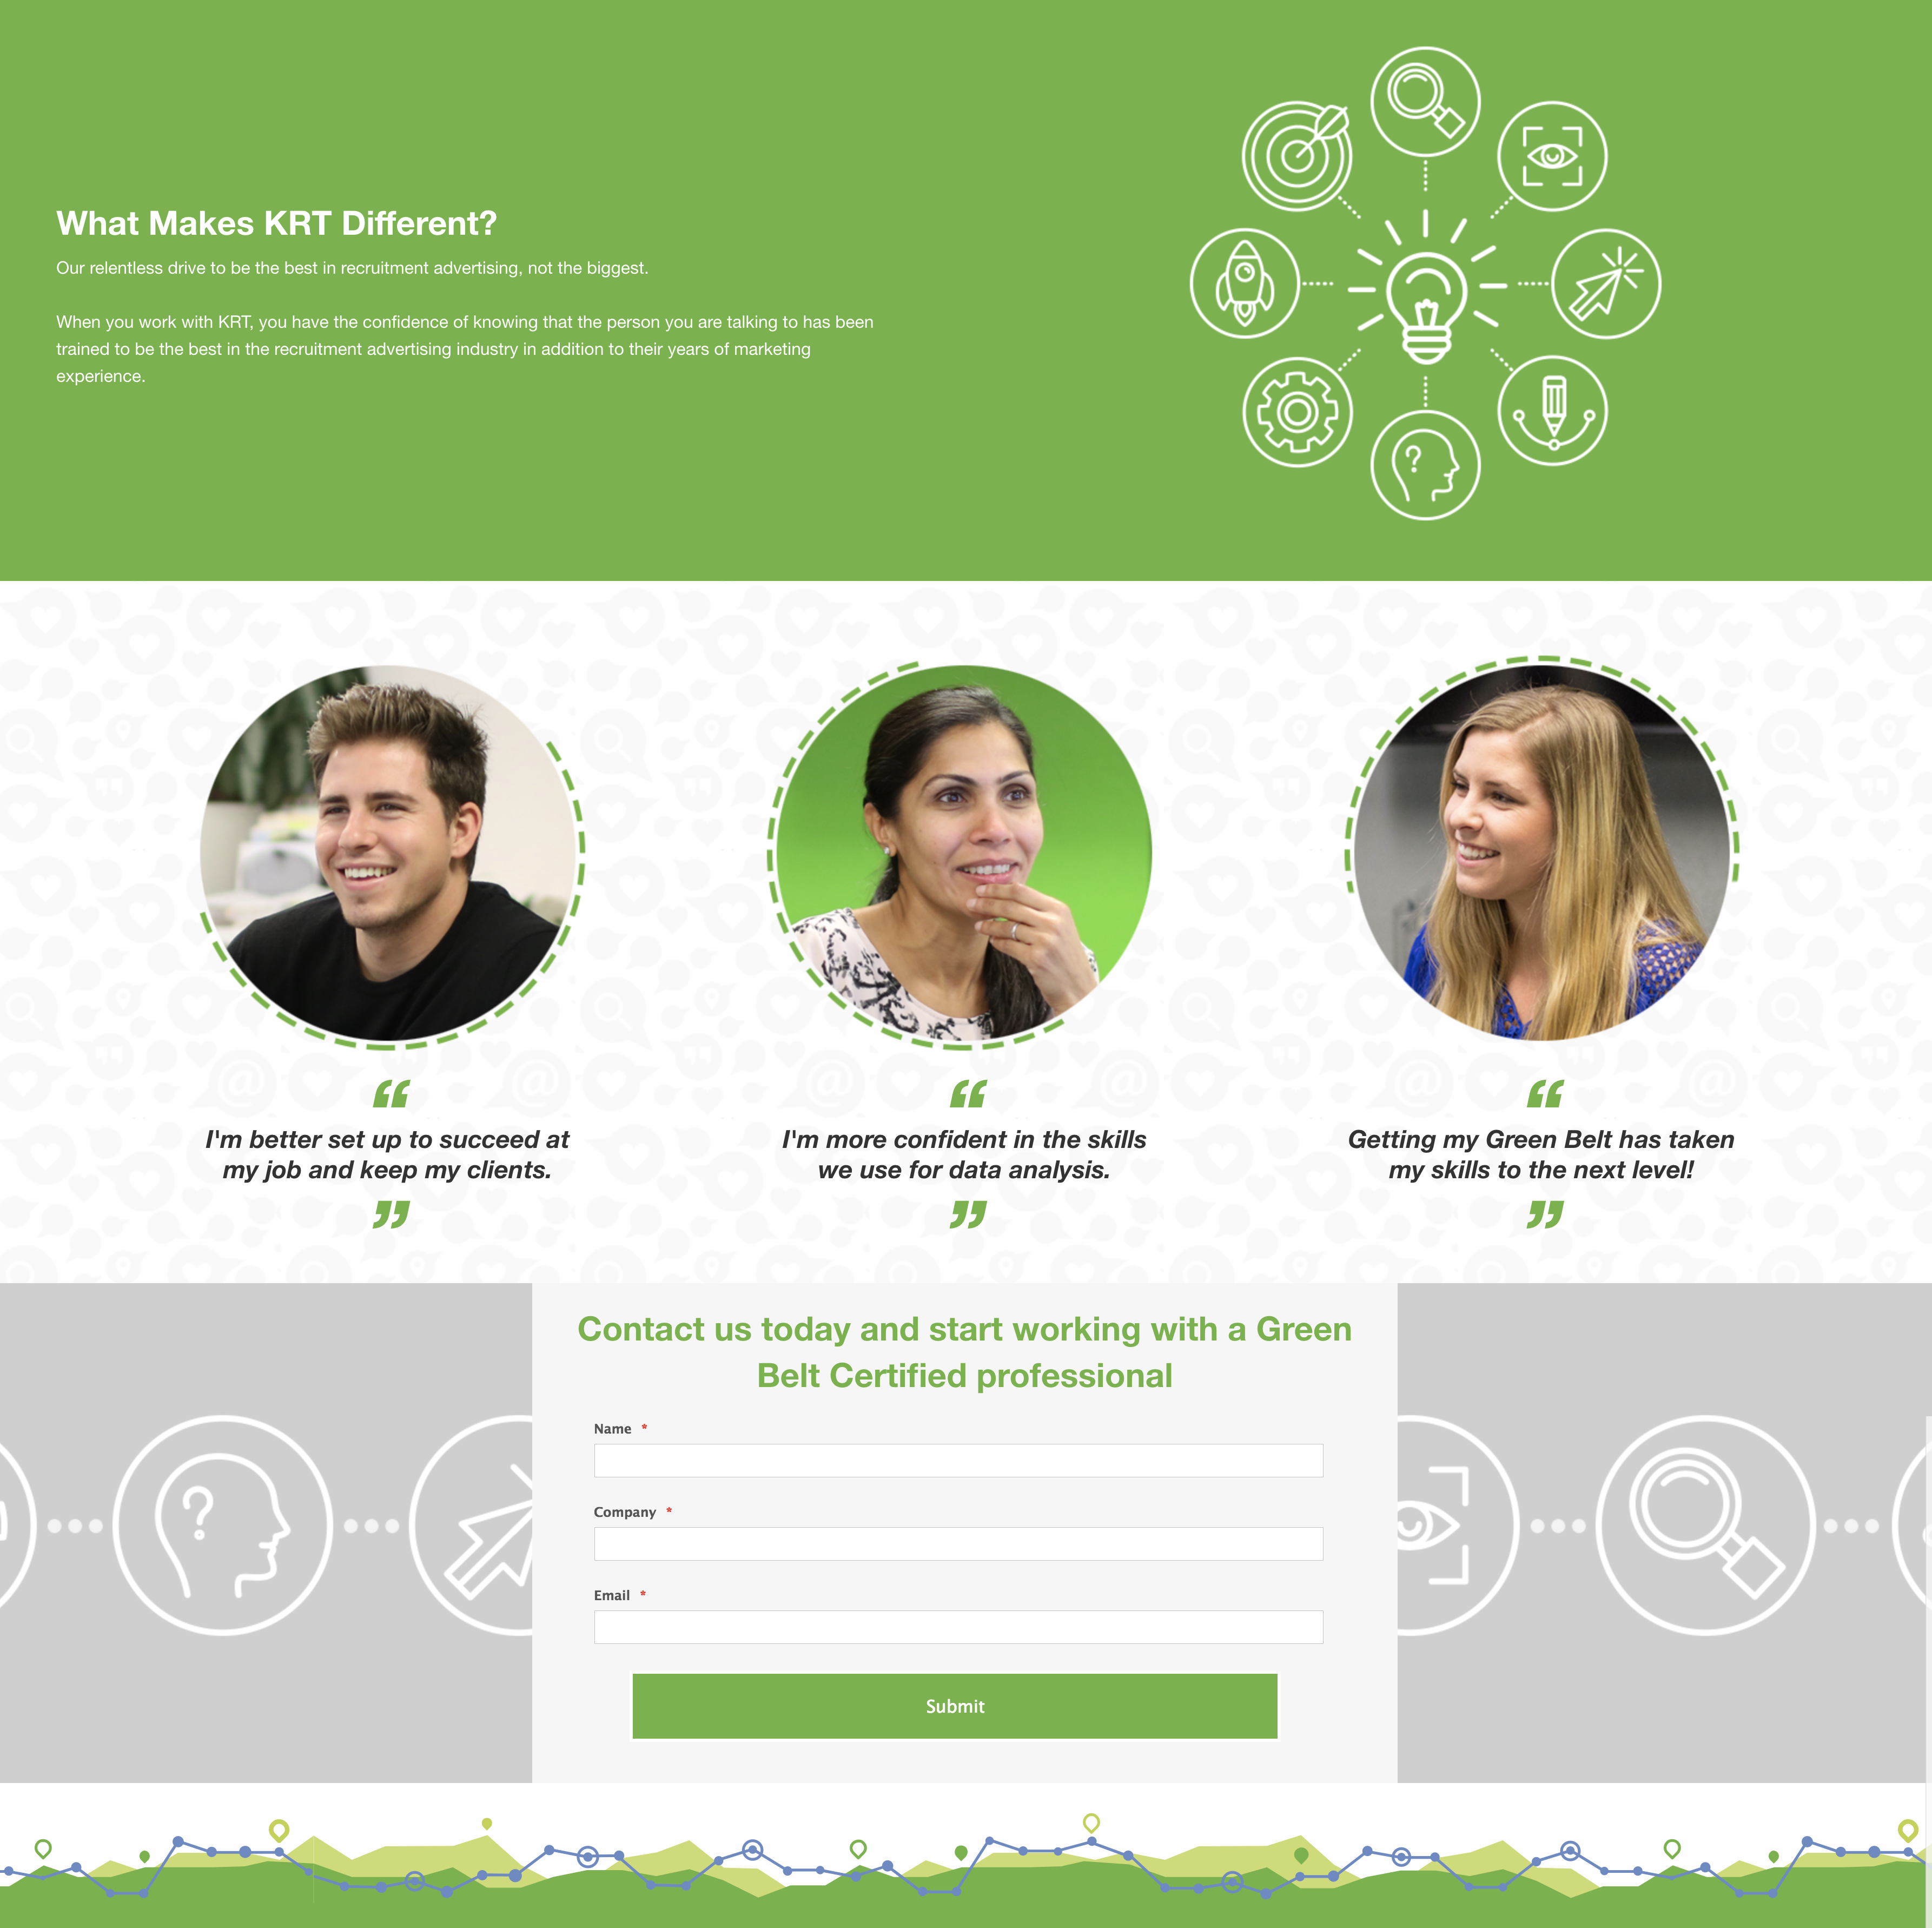 What Makes KRT Different?
Our relentless drive to be the best in recruitment advertising, not the biggest.
When you work with KRT, you have the confidence of knowing that the person you are talking to has been
trained to be the best in the recruitment advertising industry in addition to their years of marketing
experience.
“
I'm better set up to succeed at
my job and keep my clients.
”
“
I'm more confident in the skills
we use for data analysis.
”
“
Getting my Green Belt has taken
my skills to the next level!
”
Contact us today and start working with a Green
Belt Certified professional
Name *
Company *
Email *
Submit